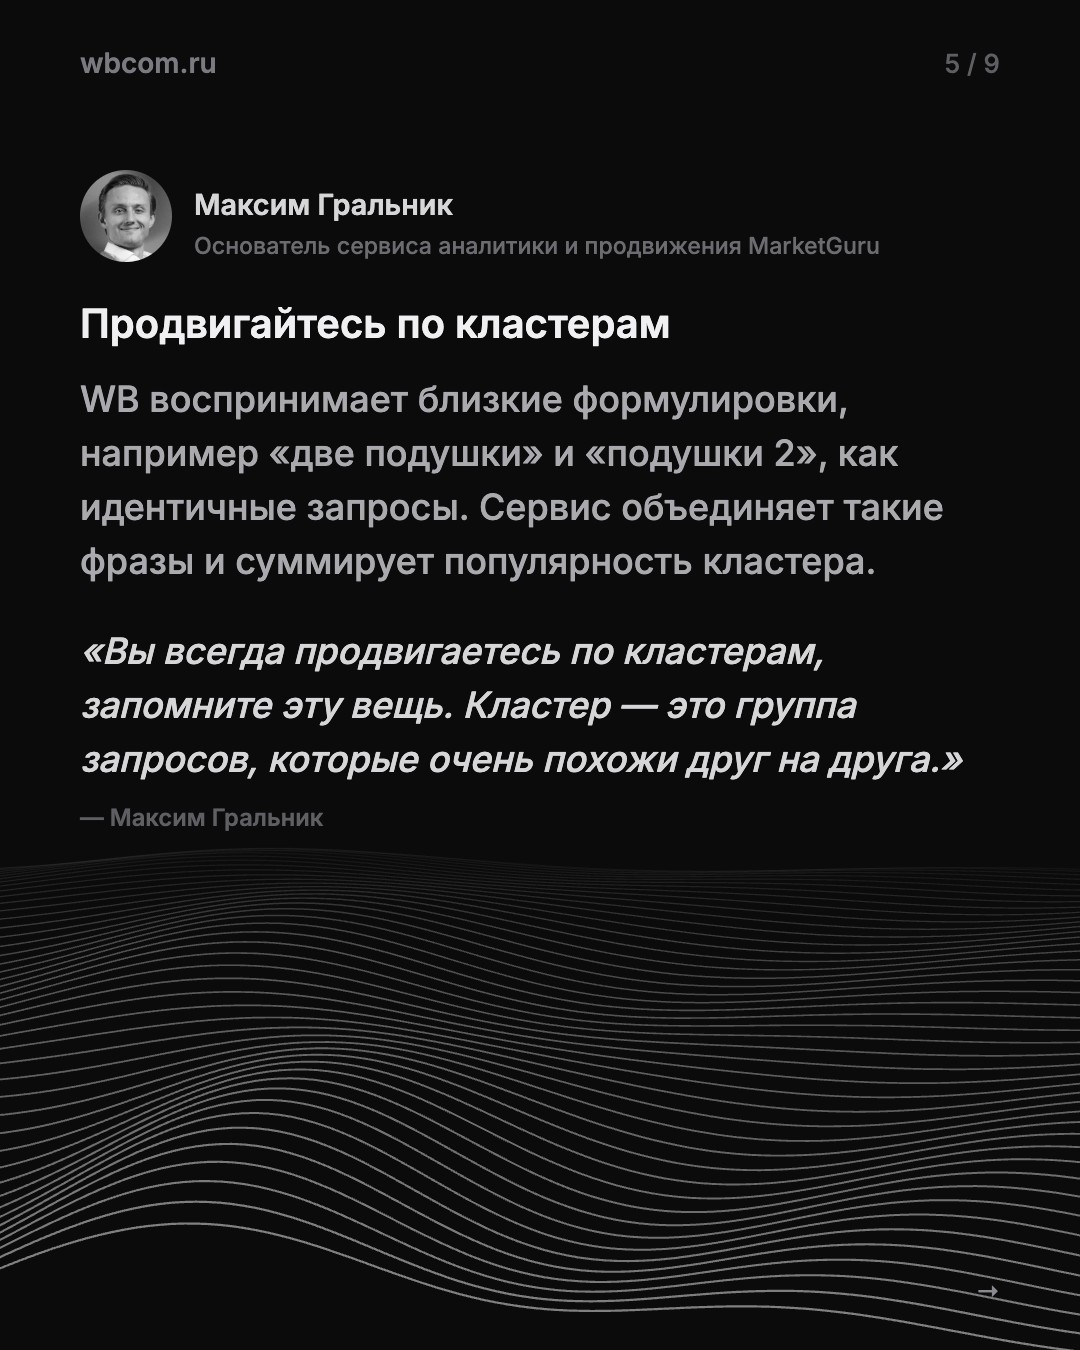 wbcom.ru
5 / 9
Максим Гральник
Основатель сервиса аналитики и продвижения MarketGuru
Продвигайтесь по кластерам
WB воспринимает близкие формулировки,
например «две подушки» и «подушки 2», как
идентичные запросы. Сервис объединяет такие
фразы и суммирует популярность кластера.
«Вы всегда продвигаетесь по кластерам,
запомните эту вещь. Кластер — это группа
запросов, которые очень похожи друг на друга.»
— Максим Гральник
→